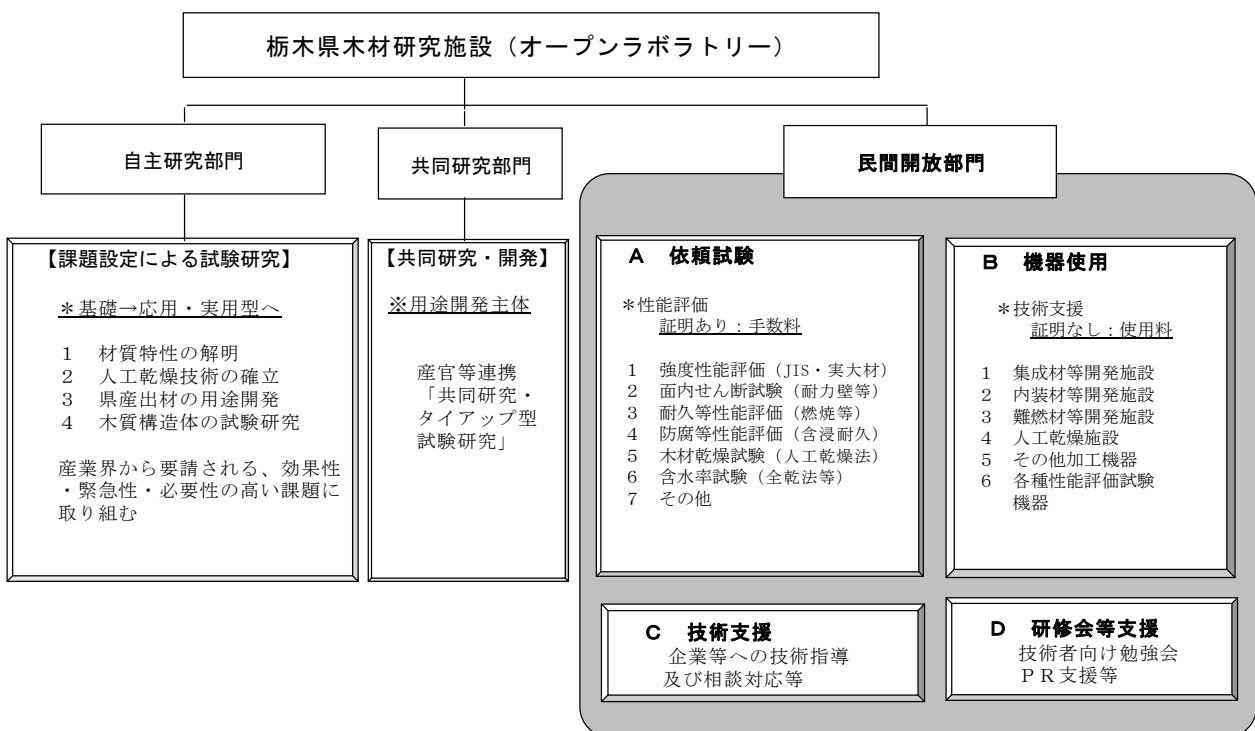 栃木県木材研究施設（オープンラボラトリー）
自主研究部門
【課題設定による試験研究】
＊基礎→応用・実用型へ
１　材質特性の解明
２　人工乾燥技術の確立
３　県産出材の用途開発
４　木質構造体の試験研究
産業界から要請される、効果性
・緊急性・必要性の高い課題に
取り組む
共同研究部門
【共同研究・開発】
※用途開発主体
産官等連携
「共同研究・
タイアップ型
試験研究」
民間開放部門
Ａ　依頼試験
＊性能評価
証明あり：手数料
１　強度性能評価（JIS・実大材）
２　面内せん断試験（耐力壁等）
３　耐久等性能評価（燃焼等）
４　防腐等性能評価（含浸耐久）
５　木材乾燥試験（人工乾燥法）
６　含水率試験（全乾法等）
７　その他
Ｂ　機器使用
＊技術支援
証明なし：使用料
１　集成材等開発施設
２　内装材等開発施設
３　難燃材等開発施設
４　人工乾燥施設
５　その他加工機器
６　各種性能評価試験
機器
Ｃ　技術支援
企業等への技術指導
及び相談対応等
Ｄ　研修会等支援
技術者向け勉強会
ＰＲ支援等